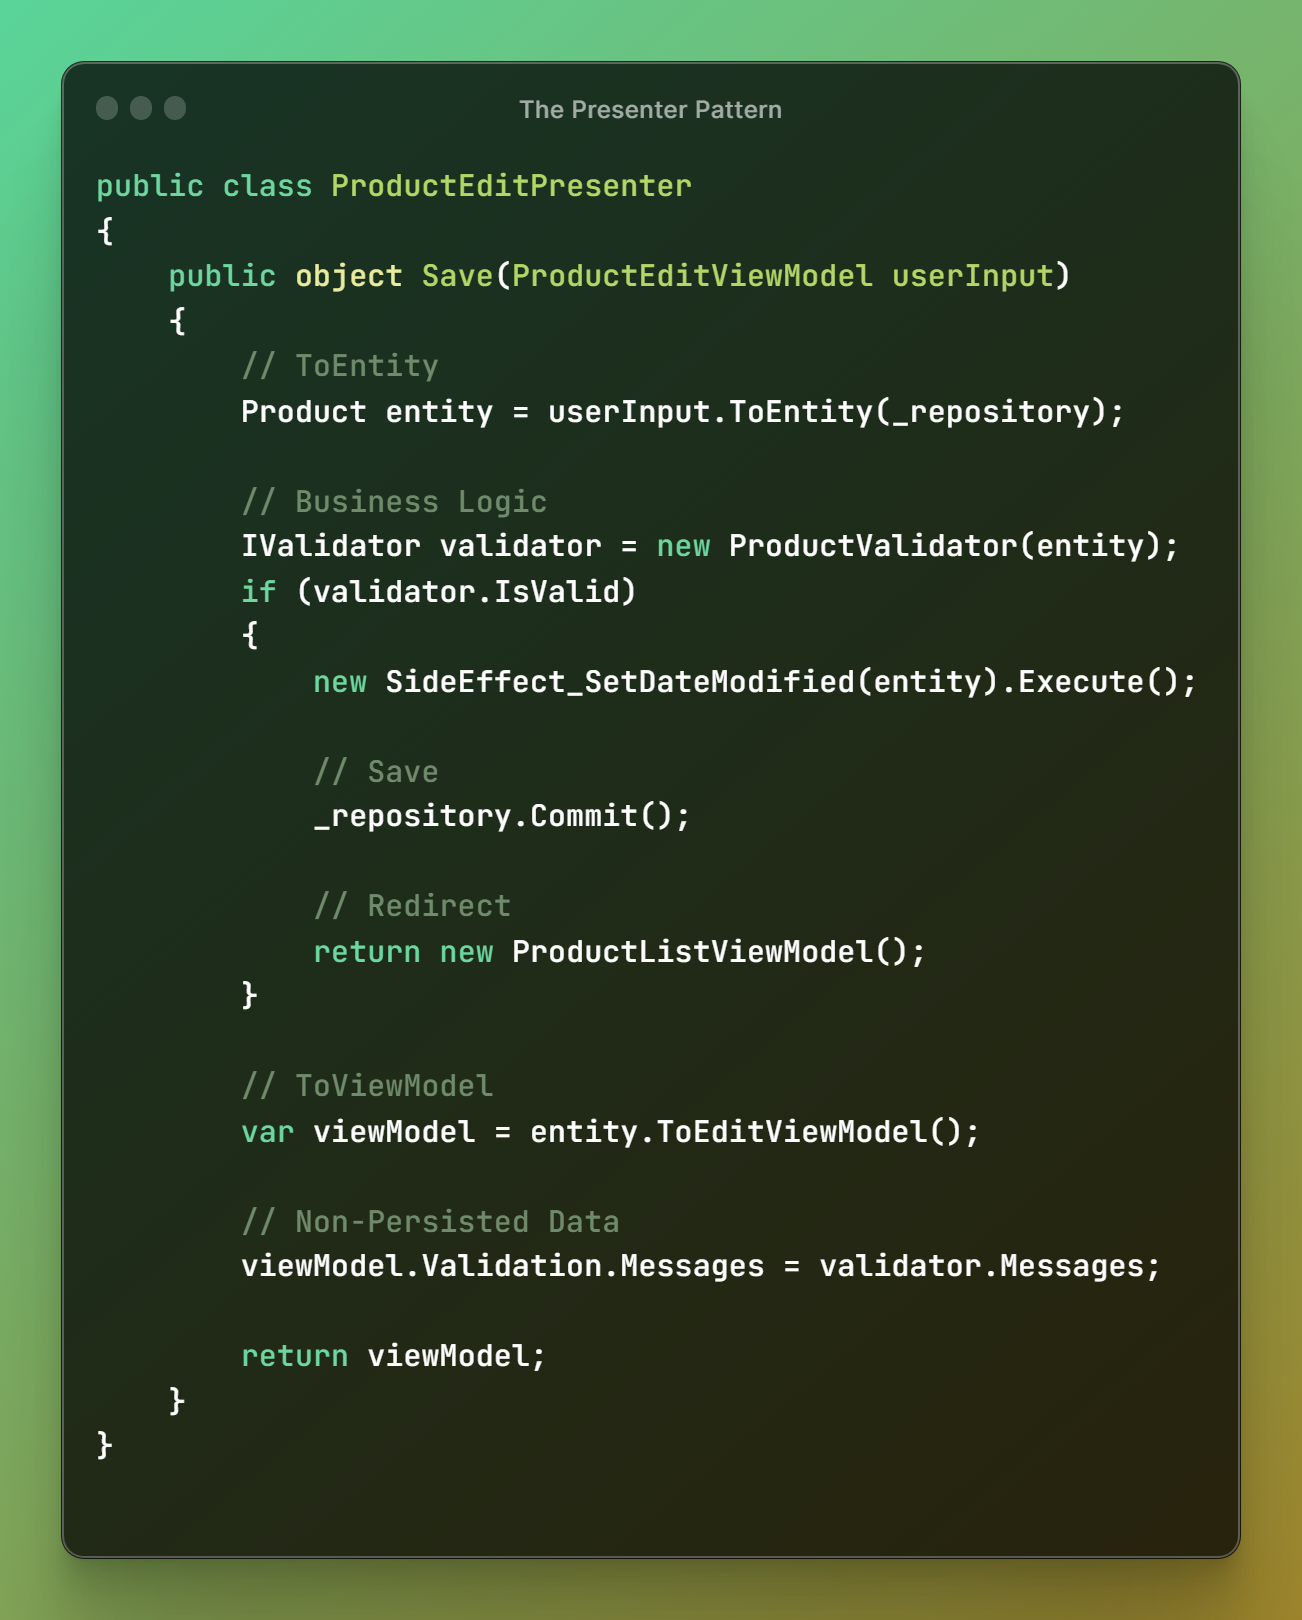 The Presenter Pattern
public class ProductEditPresenter
{
    public object Save(ProductEditViewModel userInput)
    {
        // ToEntity
        Product entity = userInput.ToEntity(_repository);

        // Business Logic
        IValidator validator = new ProductValidator(entity);
        if (validator.IsValid)
        {
            new SideEffect_SetDateModified(entity).Execute();

            // Save
            _repository.Commit();

            // Redirect
            return new ProductListViewModel();
        }

        // ToViewModel
        var viewModel = entity.ToEditViewModel();

        // Non-Persisted Data
        viewModel.Validation.Messages = validator.Messages;

        return viewModel;
    }
}